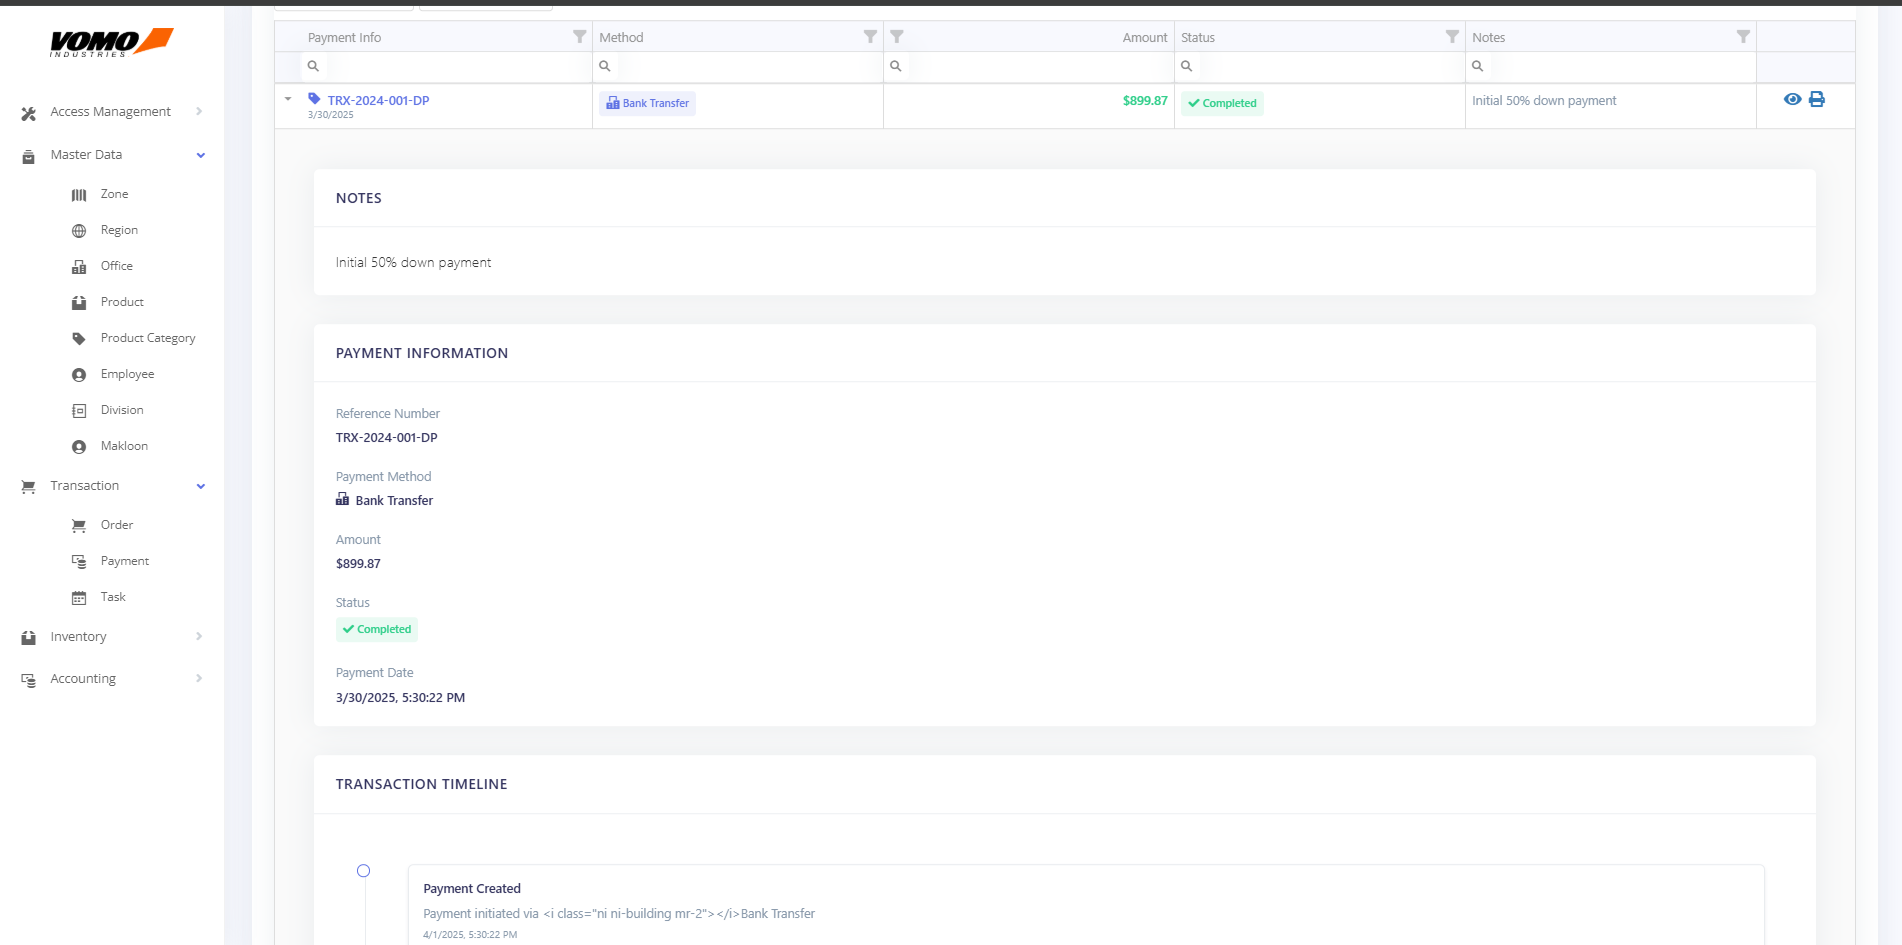 VOMO
INDUSTRIES
Access Management
Master Data
Zone
Region
Office
Product
Product Category
Employee
Division
Makloon
Transaction
Order
Payment
Task
Inventory
Accounting
Payment Info
Method
Amount
Status
Notes
TRX-2024-001-DP
3/30/2025
Bank Transfer
$899.87
Completed
Initial 50% down payment
NOTES
Initial 50% down payment
PAYMENT INFORMATION
Reference Number
TRX-2024-001-DP
Payment Method
Bank Transfer
Amount
$899.87
Status
Completed
Payment Date
3/30/2025, 5:30:22 PM
TRANSACTION TIMELINE
Payment Created
Payment initiated via <i class="ni ni-building mr-2"></i>Bank Transfer
4/1/2025, 5:30:22 PM